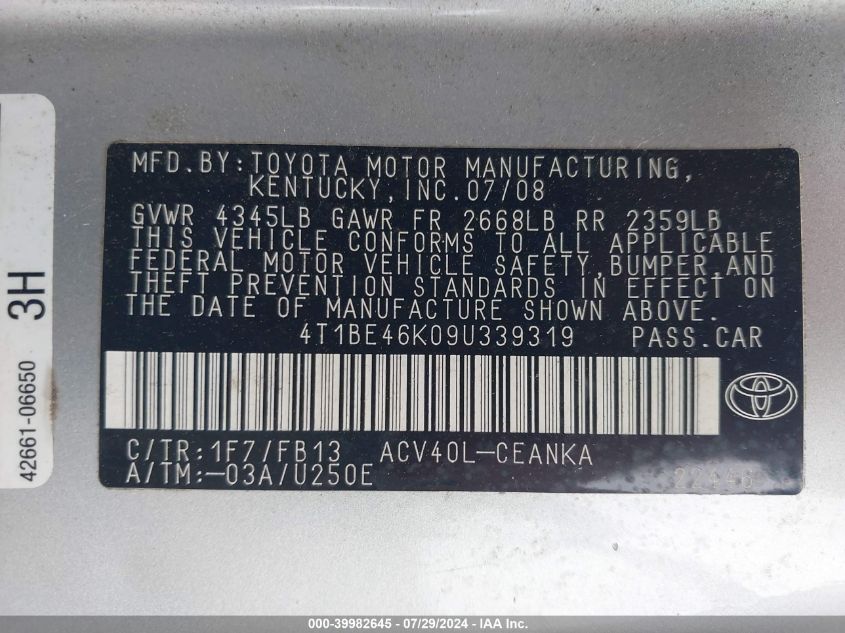 MFD. BY: TOYOTA MOTOR MANUFACTURING,
KENTUCKY, INC. 07/08
GVWR 4345LB GAWR FR 2668LB RR 2359LB
THIS VEHICLE CONFORMS TO ALL APPLICABLE
FEDERAL MOTOR VEHICLE SAFETY, BUMPER, AND
THEFT PREVENTION STANDARDS IN EFFECT ON
THE DATE OF MANUFACTURE SHOWN ABOVE.
4T1BE46K09U339319 PASS.CAR
C/TR: 1F7/FB13 ACV40L-CEANKA
A/TM:-03A/U250E
42661-06650 3H
000-39982645 - 07/29/2024 - IAA Inc.